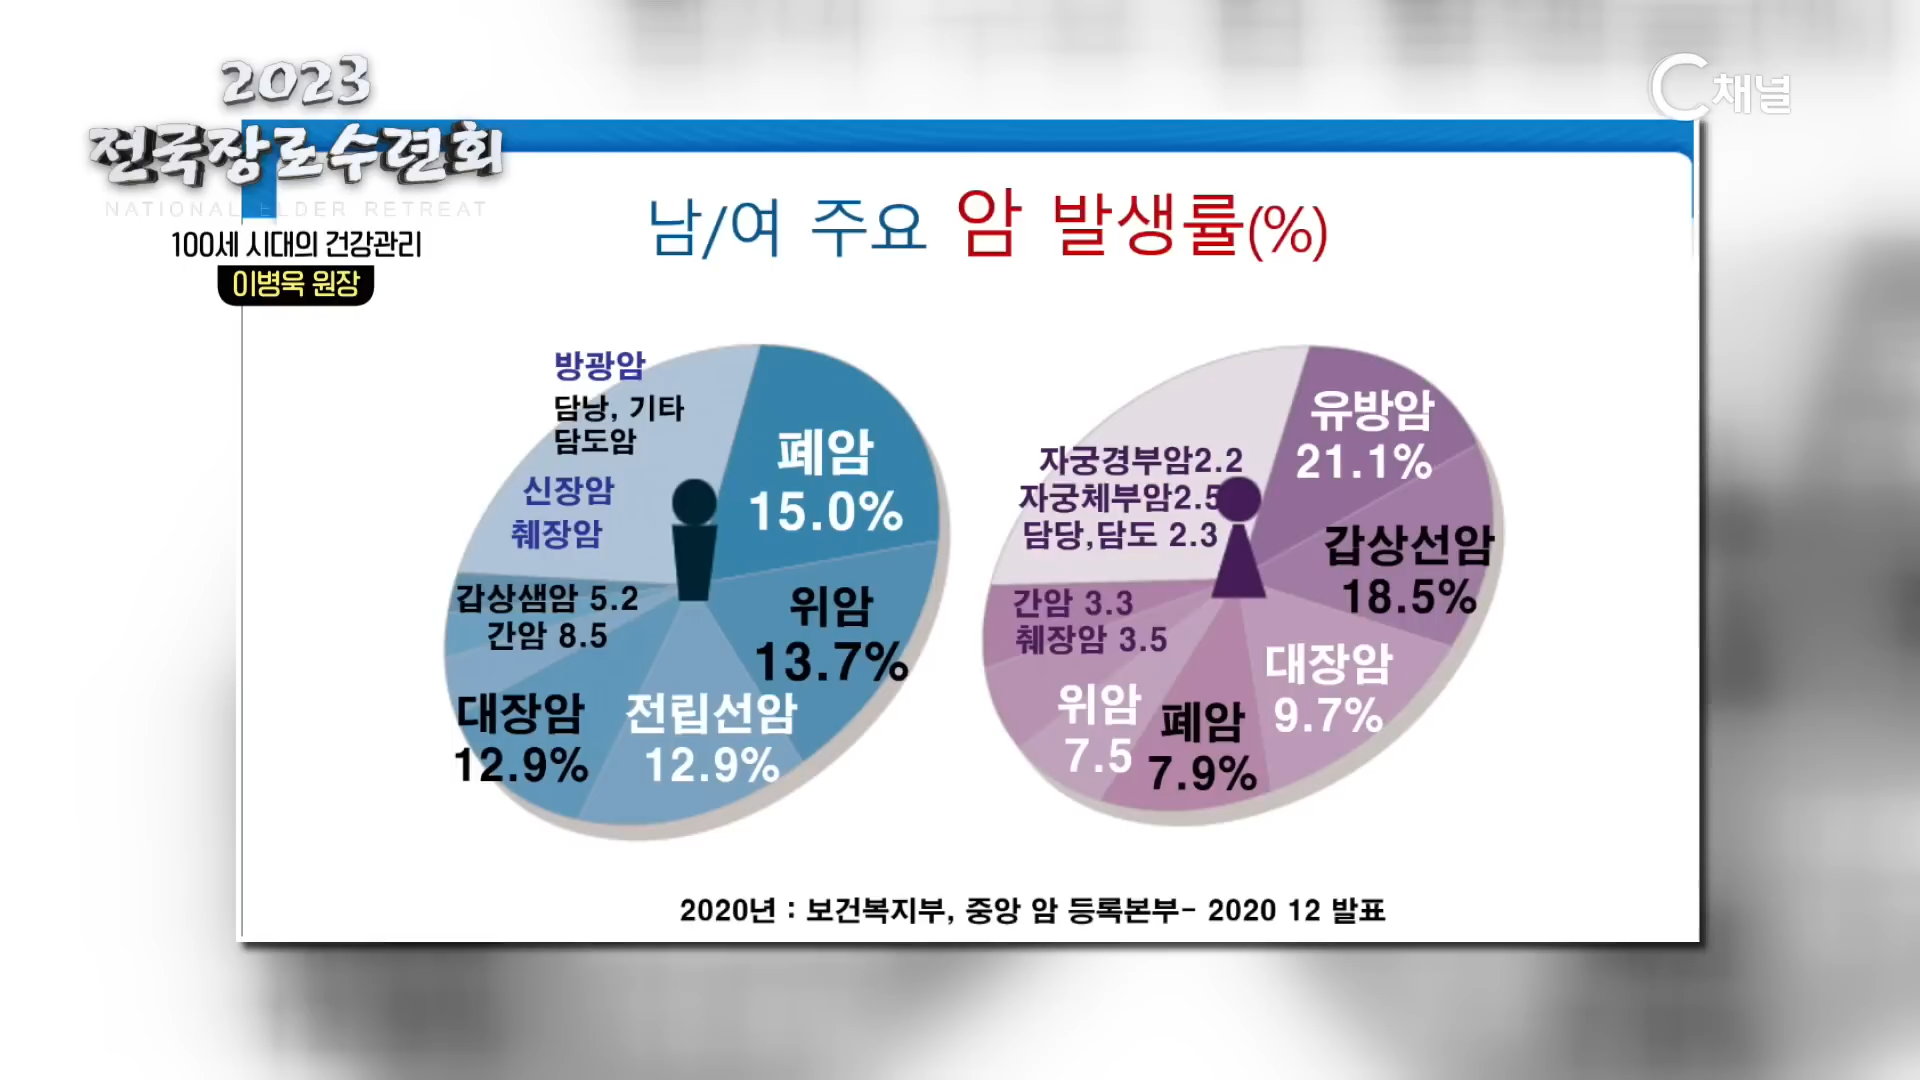 2023
전국장로수련회
NATIONAL ELDER RETREAT
100세 시대의 건강관리
이병욱 원장
C채널
남/여 주요 암 발생률(%)
방광암
담낭, 기타
담도암
신장암
췌장암
갑상샘암 5.2
간암 8.5
대장암
12.9%
전립선암
12.9%
위암
13.7%
폐암
15.0%
자궁경부암2.2
자궁체부암2.5
담당,담도 2.3
간암 3.3
췌장암 3.5
위암
7.5
폐암
7.9%
대장암
9.7%
갑상선암
18.5%
유방암
21.1%
2020년 : 보건복지부, 중앙 암 등록본부- 2020 12 발표